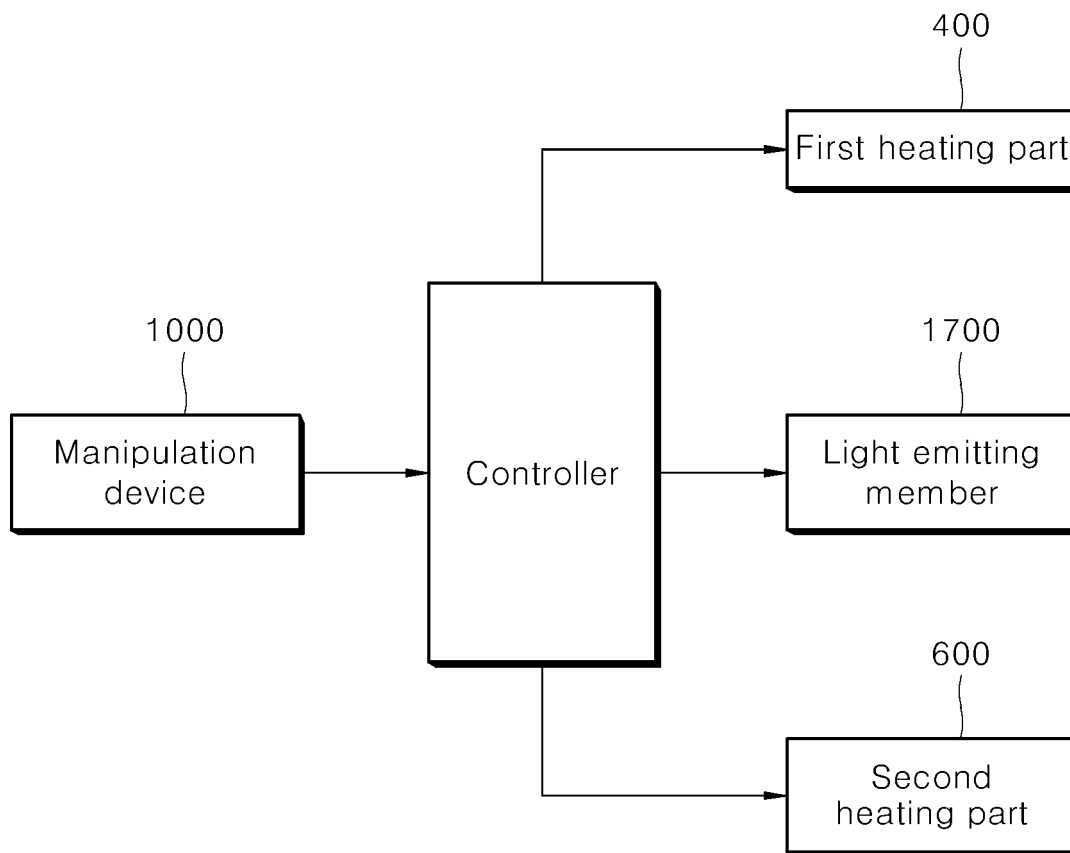 400
First heating part
1000
Manipulation
device
Controller
1700
Light emitting
member
600
Second
heating part